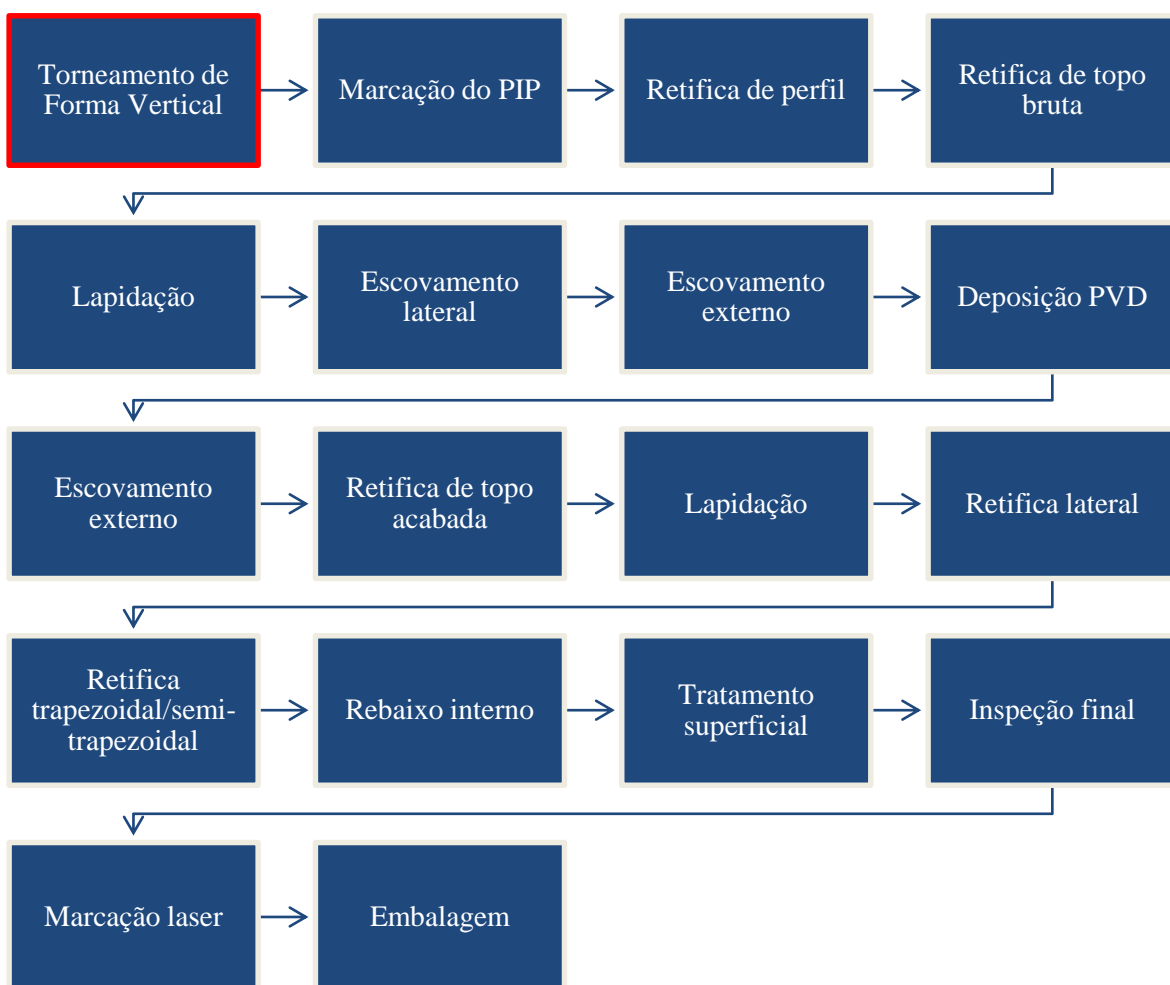 Torneamento de
Forma Vertical
Marcação do PIP
Retifica de perfil
Retifica de topo
bruta
Lapidação
Escovamento
lateral
Escovamento
externo
Deposição PVD
Escovamento
externo
Retifica de topo
acabada
Lapidação
Retifica lateral
Retifica
trapezoidal/semi-
trapezoidal
Rebaixo interno
Tratamento
superficial
Inspeção final
Marcação laser
Embalagem